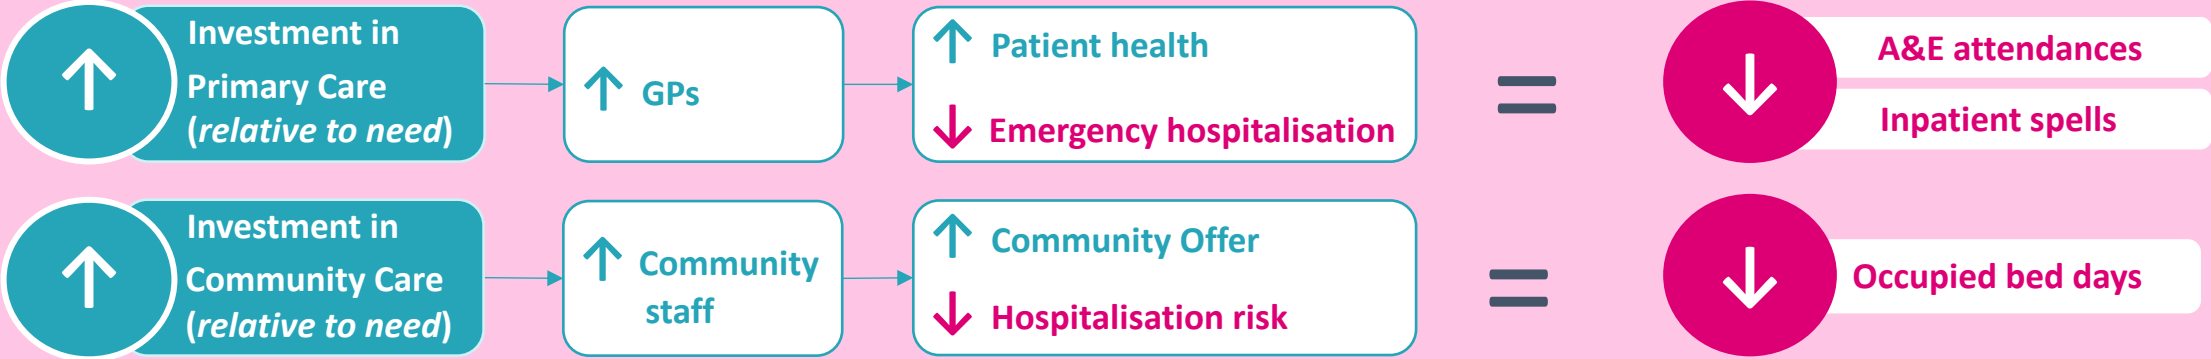 Investment in
Primary Care
(relative to need)
↑ GPs
↑ Patient health
↓ Emergency hospitalisation
=
A&E attendances
Inpatient spells
Investment in
Community Care
(relative to need)
↑ Community
staff
↑ Community Offer
↓ Hospitalisation risk
=
Occupied bed days